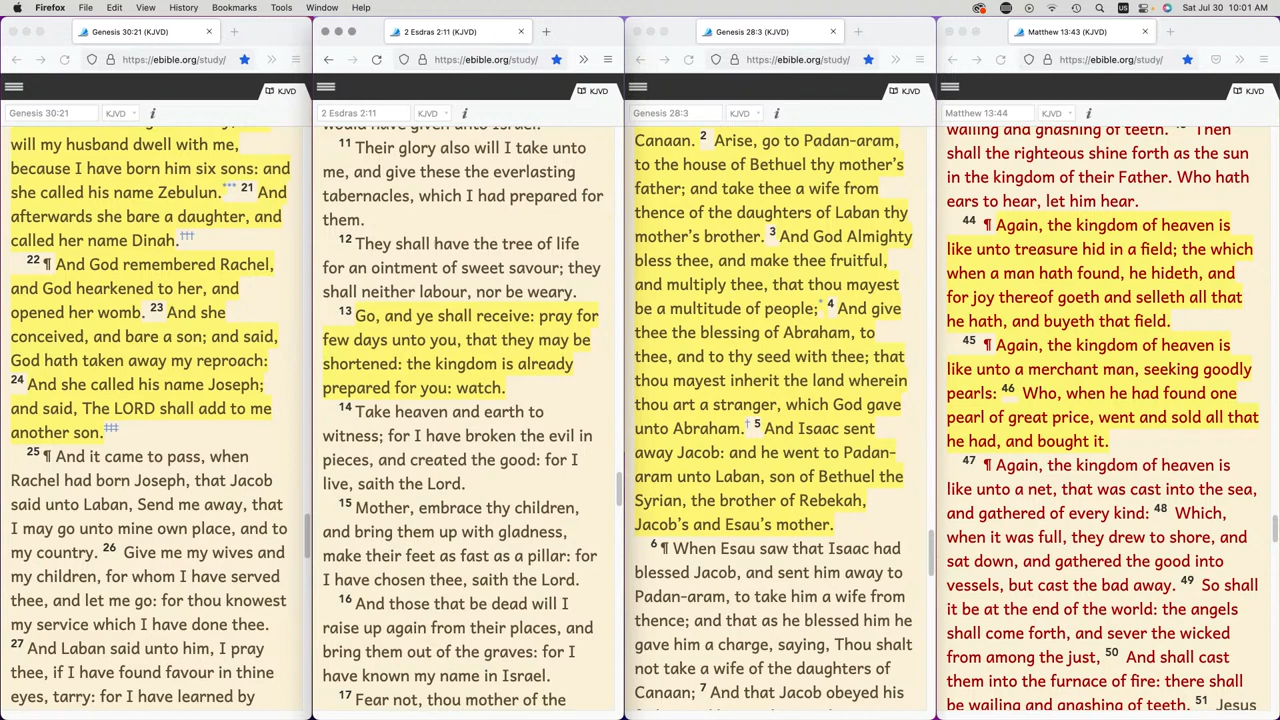 Firefox File Edit View History Bookmarks Tools Window Help Sat Jul 30 10:01 AM
Genesis 30:21 (KJVD)
https://ebible.org/study/
KJVD
Genesis 30:21 KJVD i
will my husband dwell with me,
because I have born him six sons: and
she called his name Zebulun.*** 21 And
afterwards she bare a daughter, and
called her name Dinah.†††
22 ¶ And God remembered Rachel,
and God hearkened to her, and
opened her womb. 23 And she
conceived, and bare a son; and said,
God hath taken away my reproach:
24 And she called his name Joseph;
and said, The LORD shall add to me
another son.‡‡‡
25 ¶ And it came to pass, when
Rachel had born Joseph, that Jacob
said unto Laban, Send me away, that
I may go unto mine own place, and to
my country. 26 Give me my wives and
my children, for whom I have served
thee, and let me go: for thou knowest
my service which I have done thee.
27 And Laban said unto him, I pray
thee, if I have found favour in thine
eyes, tarry: for I have learned by
2 Esdras 2:11 (KJVD)
https://ebible.org/study/
KJVD
2 Esdras 2:11 KJVD i
would have given unto Israel.
11 Their glory also will I take unto
me, and give these the everlasting
tabernacles, which I had prepared for
them.
12 They shall have the tree of life
for an ointment of sweet savour; they
shall neither labour, nor be weary.
13 Go, and ye shall receive: pray for
few days unto you, that they may be
shortened: the kingdom is already
prepared for you: watch.
14 Take heaven and earth to
witness; for I have broken the evil in
pieces, and created the good: for I
live, saith the Lord.
15 Mother, embrace thy children,
and bring them up with gladness,
make their feet as fast as a pillar: for
I have chosen thee, saith the Lord.
16 And those that be dead will I
raise up again from their places, and
bring them out of the graves: for I
have known my name in Israel.
17 Fear not, thou mother of the
Genesis 28:3 (KJVD)
https://ebible.org/study/
KJVD
Genesis 28:3 KJVD i
Canaan. 2 Arise, go to Padan-aram,
to the house of Bethuel thy mother’s
father; and take thee a wife from
thence of the daughters of Laban thy
mother’s brother. 3 And God Almighty
bless thee, and make thee fruitful,
and multiply thee, that thou mayest
be a multitude of people;* 4 And give
thee the blessing of Abraham, to
thee, and to thy seed with thee; that
thou mayest inherit the land wherein
thou art a stranger, which God gave
unto Abraham.† 5 And Isaac sent
away Jacob: and he went to Padan-
aram unto Laban, son of Bethuel the
Syrian, the brother of Rebekah,
Jacob’s and Esau’s mother.
6 ¶ When Esau saw that Isaac had
blessed Jacob, and sent him away to
Padan-aram, to take him a wife from
thence; and that as he blessed him he
gave him a charge, saying, Thou shalt
not take a wife of the daughters of
Canaan; 7 And that Jacob obeyed his
Matthew 13:43 (KJVD)
https://ebible.org/study/
KJVD
Matthew 13:44 KJVD i
wailing and gnashing of teeth. Then
shall the righteous shine forth as the sun
in the kingdom of their Father. Who hath
ears to hear, let him hear.
44 ¶ Again, the kingdom of heaven is
like unto treasure hid in a field; the which
when a man hath found, he hideth, and
for joy thereof goeth and selleth all that
he hath, and buyeth that field.
45 ¶ Again, the kingdom of heaven is
like unto a merchant man, seeking goodly
pearls: 46 Who, when he had found one
pearl of great price, went and sold all that
he had, and bought it.
47 ¶ Again, the kingdom of heaven is
like unto a net, that was cast into the sea,
and gathered of every kind: 48 Which,
when it was full, they drew to shore, and
sat down, and gathered the good into
vessels, but cast the bad away. 49 So shall
it be at the end of the world: the angels
shall come forth, and sever the wicked
from among the just, 50 And shall cast
them into the furnace of fire: there shall
be wailing and gnashing of teeth. 51 Jesus